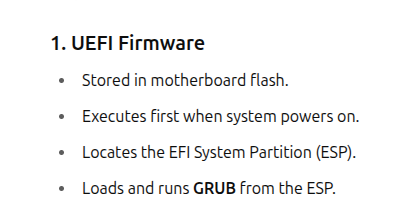 1. UEFI Firmware
• Stored in motherboard flash.
• Executes first when system powers on.
• Locates the EFI System Partition (ESP).
• Loads and runs GRUB from the ESP.